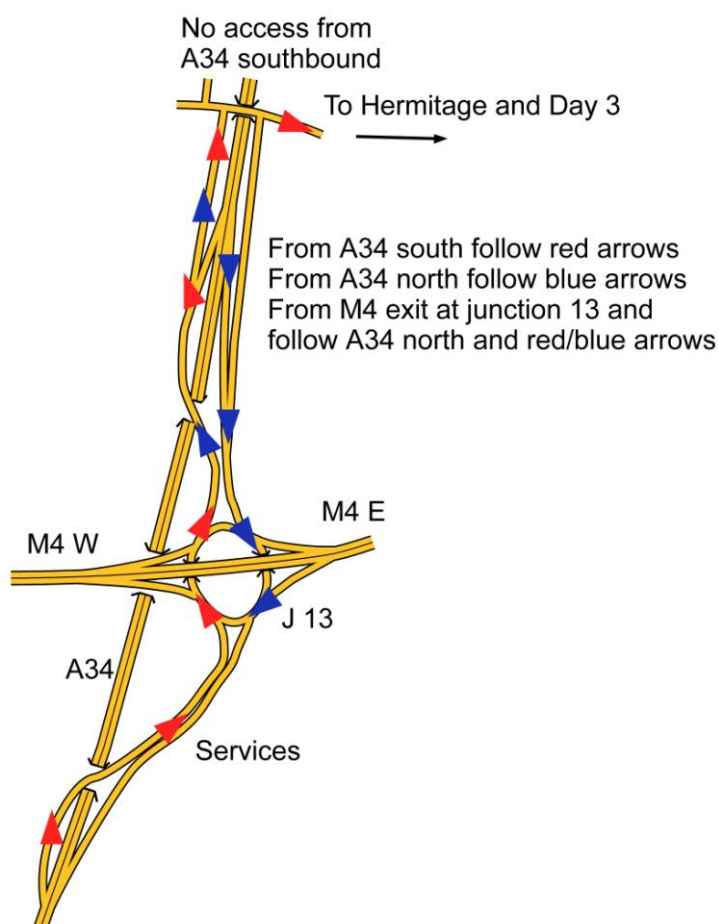 No access from
A34 southbound
To Hermitage and Day 3
From A34 south follow red arrows
From A34 north follow blue arrows
From M4 exit at junction 13 and
follow A34 north and red/blue arrows
M4 E
M4 W
J 13
A34
Services